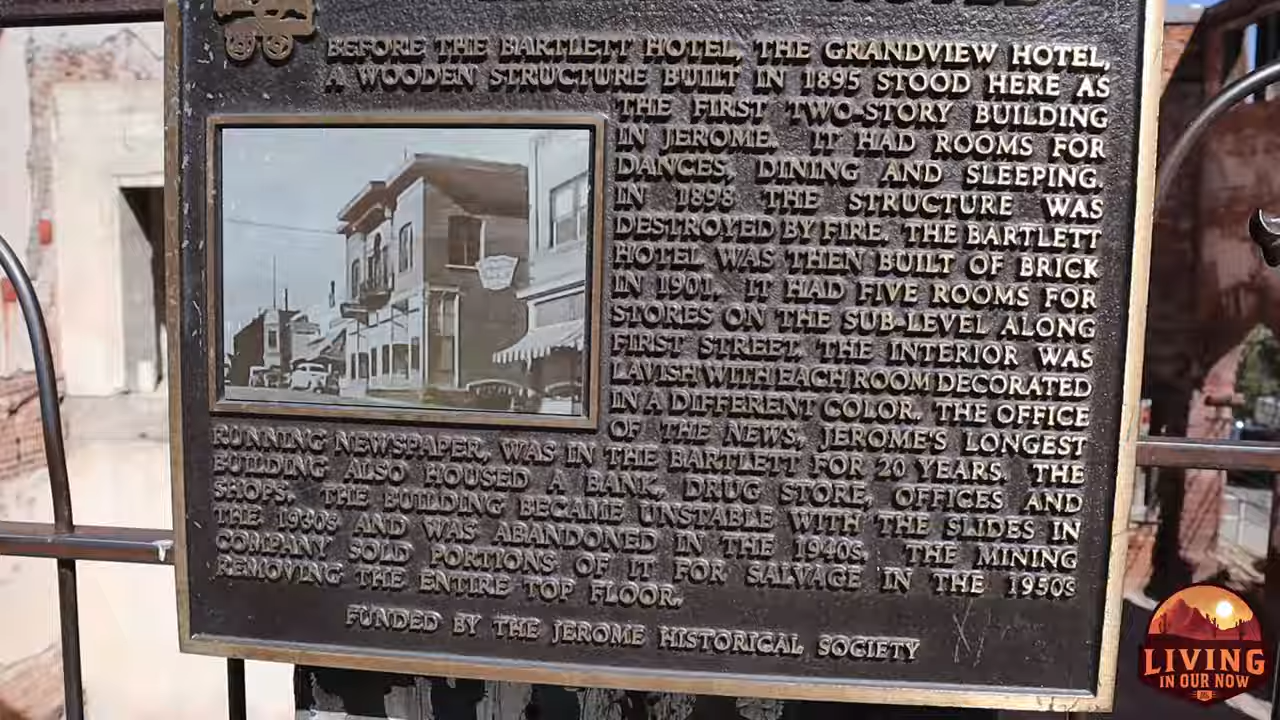 BEFORE THE BARTLETT HOTEL, THE GRANDVIEW HOTEL,
A WOODEN STRUCTURE BUILT IN 1895 STOOD HERE AS
THE FIRST TWO-STORY BUILDING
IN JEROME. IT HAD ROOMS FOR
DANCES, DINING AND SLEEPING.
IN 1898 THE STRUCTURE WAS
DESTROYED BY FIRE. THE BARTLETT
HOTEL WAS THEN BUILT OF BRICK
IN 1901. IT HAD FIVE ROOMS FOR
STORES ON THE SUB-LEVEL ALONG
FIRST STREET. THE INTERIOR WAS
LAVISH WITH EACH ROOM DECORATED
IN A DIFFERENT COLOR. THE OFFICE
OF THE NEWS, JEROME'S LONGEST
RUNNING NEWSPAPER, WAS IN THE BARTLETT FOR 20 YEARS. THE
BUILDING ALSO HOUSED A BANK, DRUG STORE, OFFICES AND
SHOPS. THE BUILDING BECAME UNSTABLE WITH THE SLIDES IN
THE 1930S AND WAS ABANDONED IN THE 1940S. THE MINING
COMPANY SOLD PORTIONS OF IT FOR SALVAGE IN THE 1950S
REMOVING THE ENTIRE TOP FLOOR.
FUNDED BY THE JEROME HISTORICAL SOCIETY
LIVING
IN OUR NOW